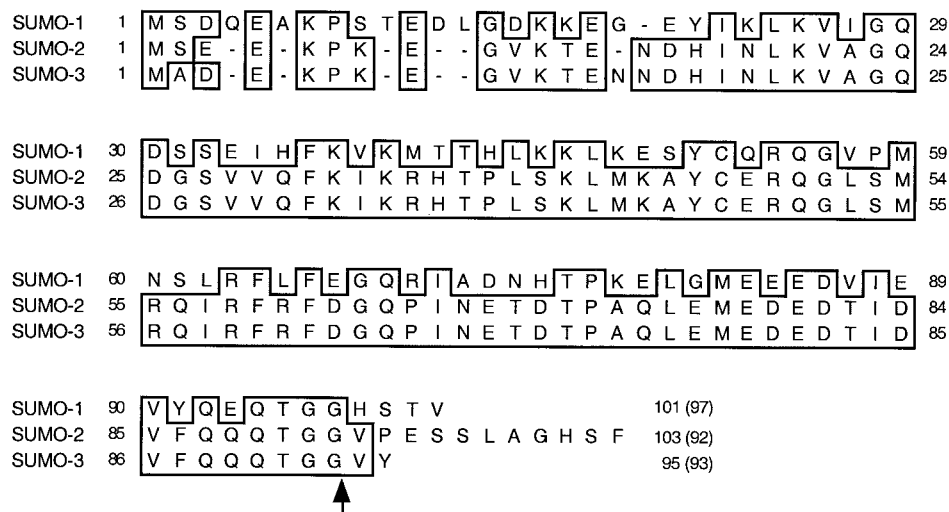 SUMO-1 1 M S D Q E A K P S T E D L G D K K E G - E Y I K L K V I G Q 29
SUMO-2 1 M S E - E - K P K - E - - G V K T E - N D H I N L K V A G Q 24
SUMO-3 1 M A D - E - K P K - E - - G V K T E N N D H I N L K V A G Q 25
SUMO-1 30 D S S E I H F K V K M T T H L K K L K E S Y C Q R Q G V P M 59
SUMO-2 25 D G S V V Q F K I K R H T P L S K L M K A Y C E R Q G L S M 54
SUMO-3 26 D G S V V Q F K I K R H T P L S K L M K A Y C E R Q G L S M 55
SUMO-1 60 N S L R F L F E G Q R I A D N H T P K E L G M E E E D V I E 89
SUMO-2 55 R Q I R F R F D G Q P I N E T D T P A Q L E M E D E D T I D 84
SUMO-3 56 R Q I R F R F D G Q P I N E T D T P A Q L E M E D E D T I D 85
SUMO-1 90 V Y Q E Q T G G H S T V 101 (97)
SUMO-2 85 V F Q Q Q T G G V P E S S L A G H S F 103 (92)
SUMO-3 86 V F Q Q Q T G G V Y 95 (93)